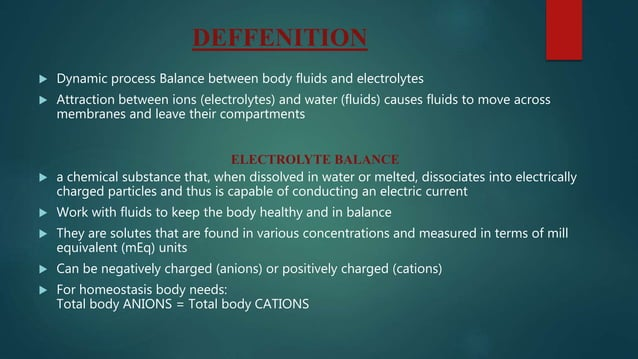 DEFFENITION
Dynamic process Balance between body fluids and electrolytes
Attraction between ions (electrolytes) and water (fluids) causes fluids to move across
membranes and leave their compartments
ELECTROLYTE BALANCE
a chemical substance that, when dissolved in water or melted, dissociates into electrically
charged particles and thus is capable of conducting an electric current
Work with fluids to keep the body healthy and in balance
They are solutes that are found in various concentrations and measured in terms of mill
equivalent (mEq) units
Can be negatively charged (anions) or positively charged (cations)
For homeostasis body needs:
Total body ANIONS = Total body CATIONS